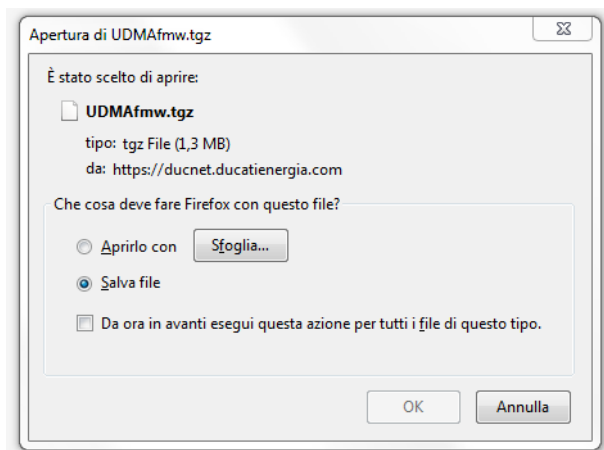 Apertura di UDMAfmw.tgz
È stato scelto di aprire:
UDMAfmw.tgz
tipo: tgz File (1,3 MB)
da: https://ducnet.ducatienergia.com
Che cosa deve fare Firefox con questo file?
Aprirlo con Sfoglia...
Salva file
Da ora in avanti esegui questa azione per tutti i file di questo tipo.
OK Annulla